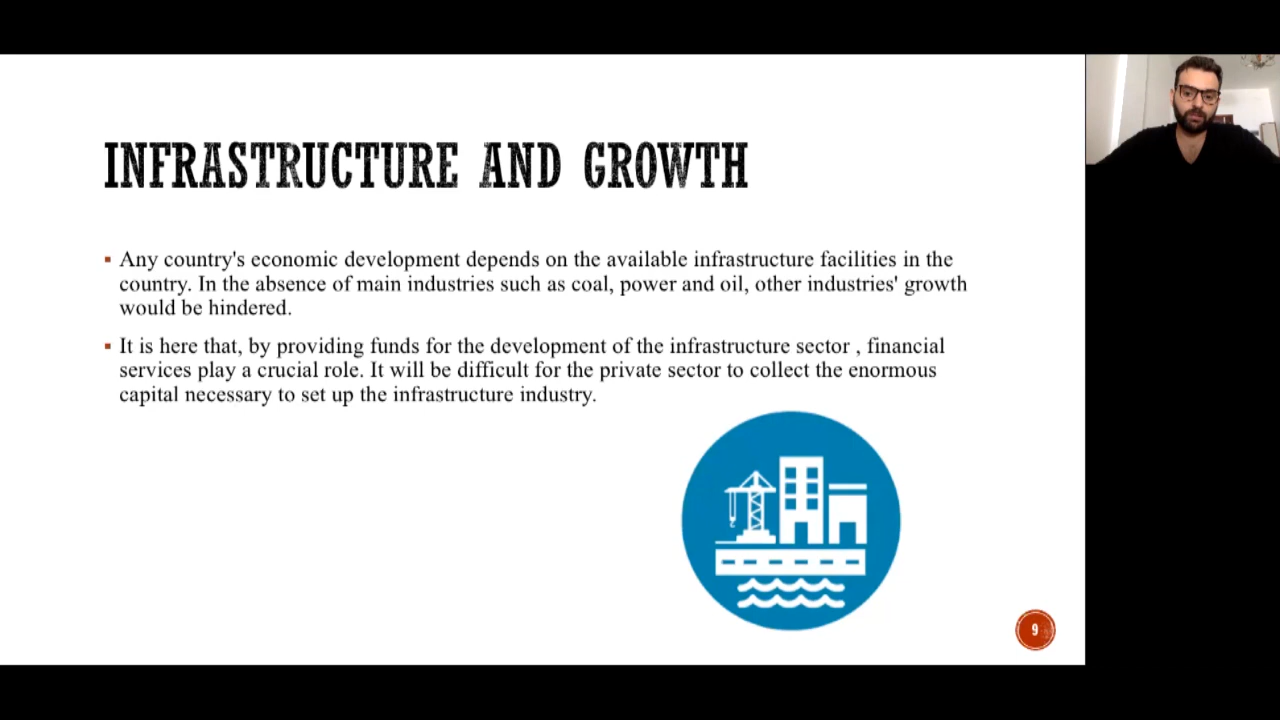 INFRASTRUCTURE AND GROWTH
Any country's economic development depends on the available infrastructure facilities in the
country. In the absence of main industries such as coal, power and oil, other industries' growth
would be hindered.
It is here that, by providing funds for the development of the infrastructure sector , financial
services play a crucial role. It will be difficult for the private sector to collect the enormous
capital necessary to set up the infrastructure industry.
9